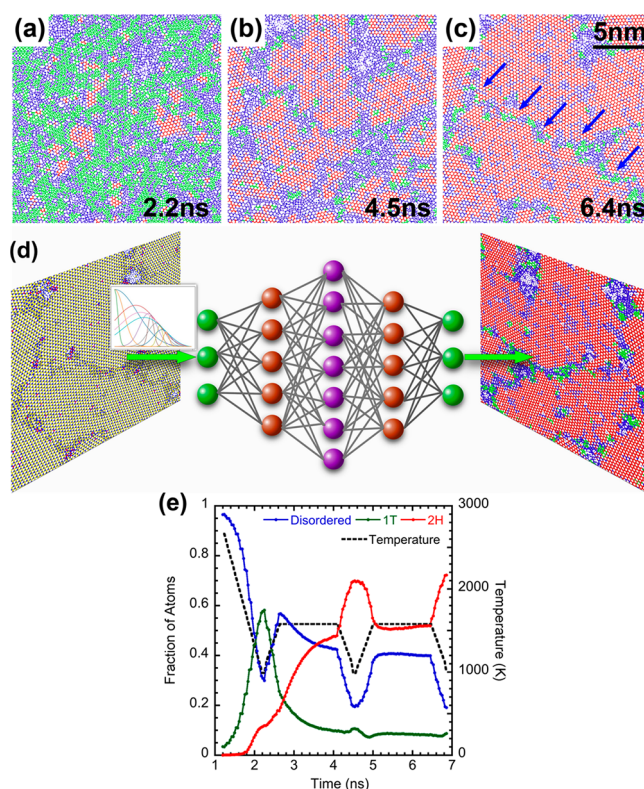 (a)
(b)
(c)
5nm
2.2ns
4.5ns
6.4ns
(d)
(e)
1
3000
Disordered
1T
2H
Temperature
0.8
0.6
2000
0.4
1000
0.2
0
0
1
2
3
4
5
6
7
Fraction of Atoms
Temperature (K)
Time (ns)